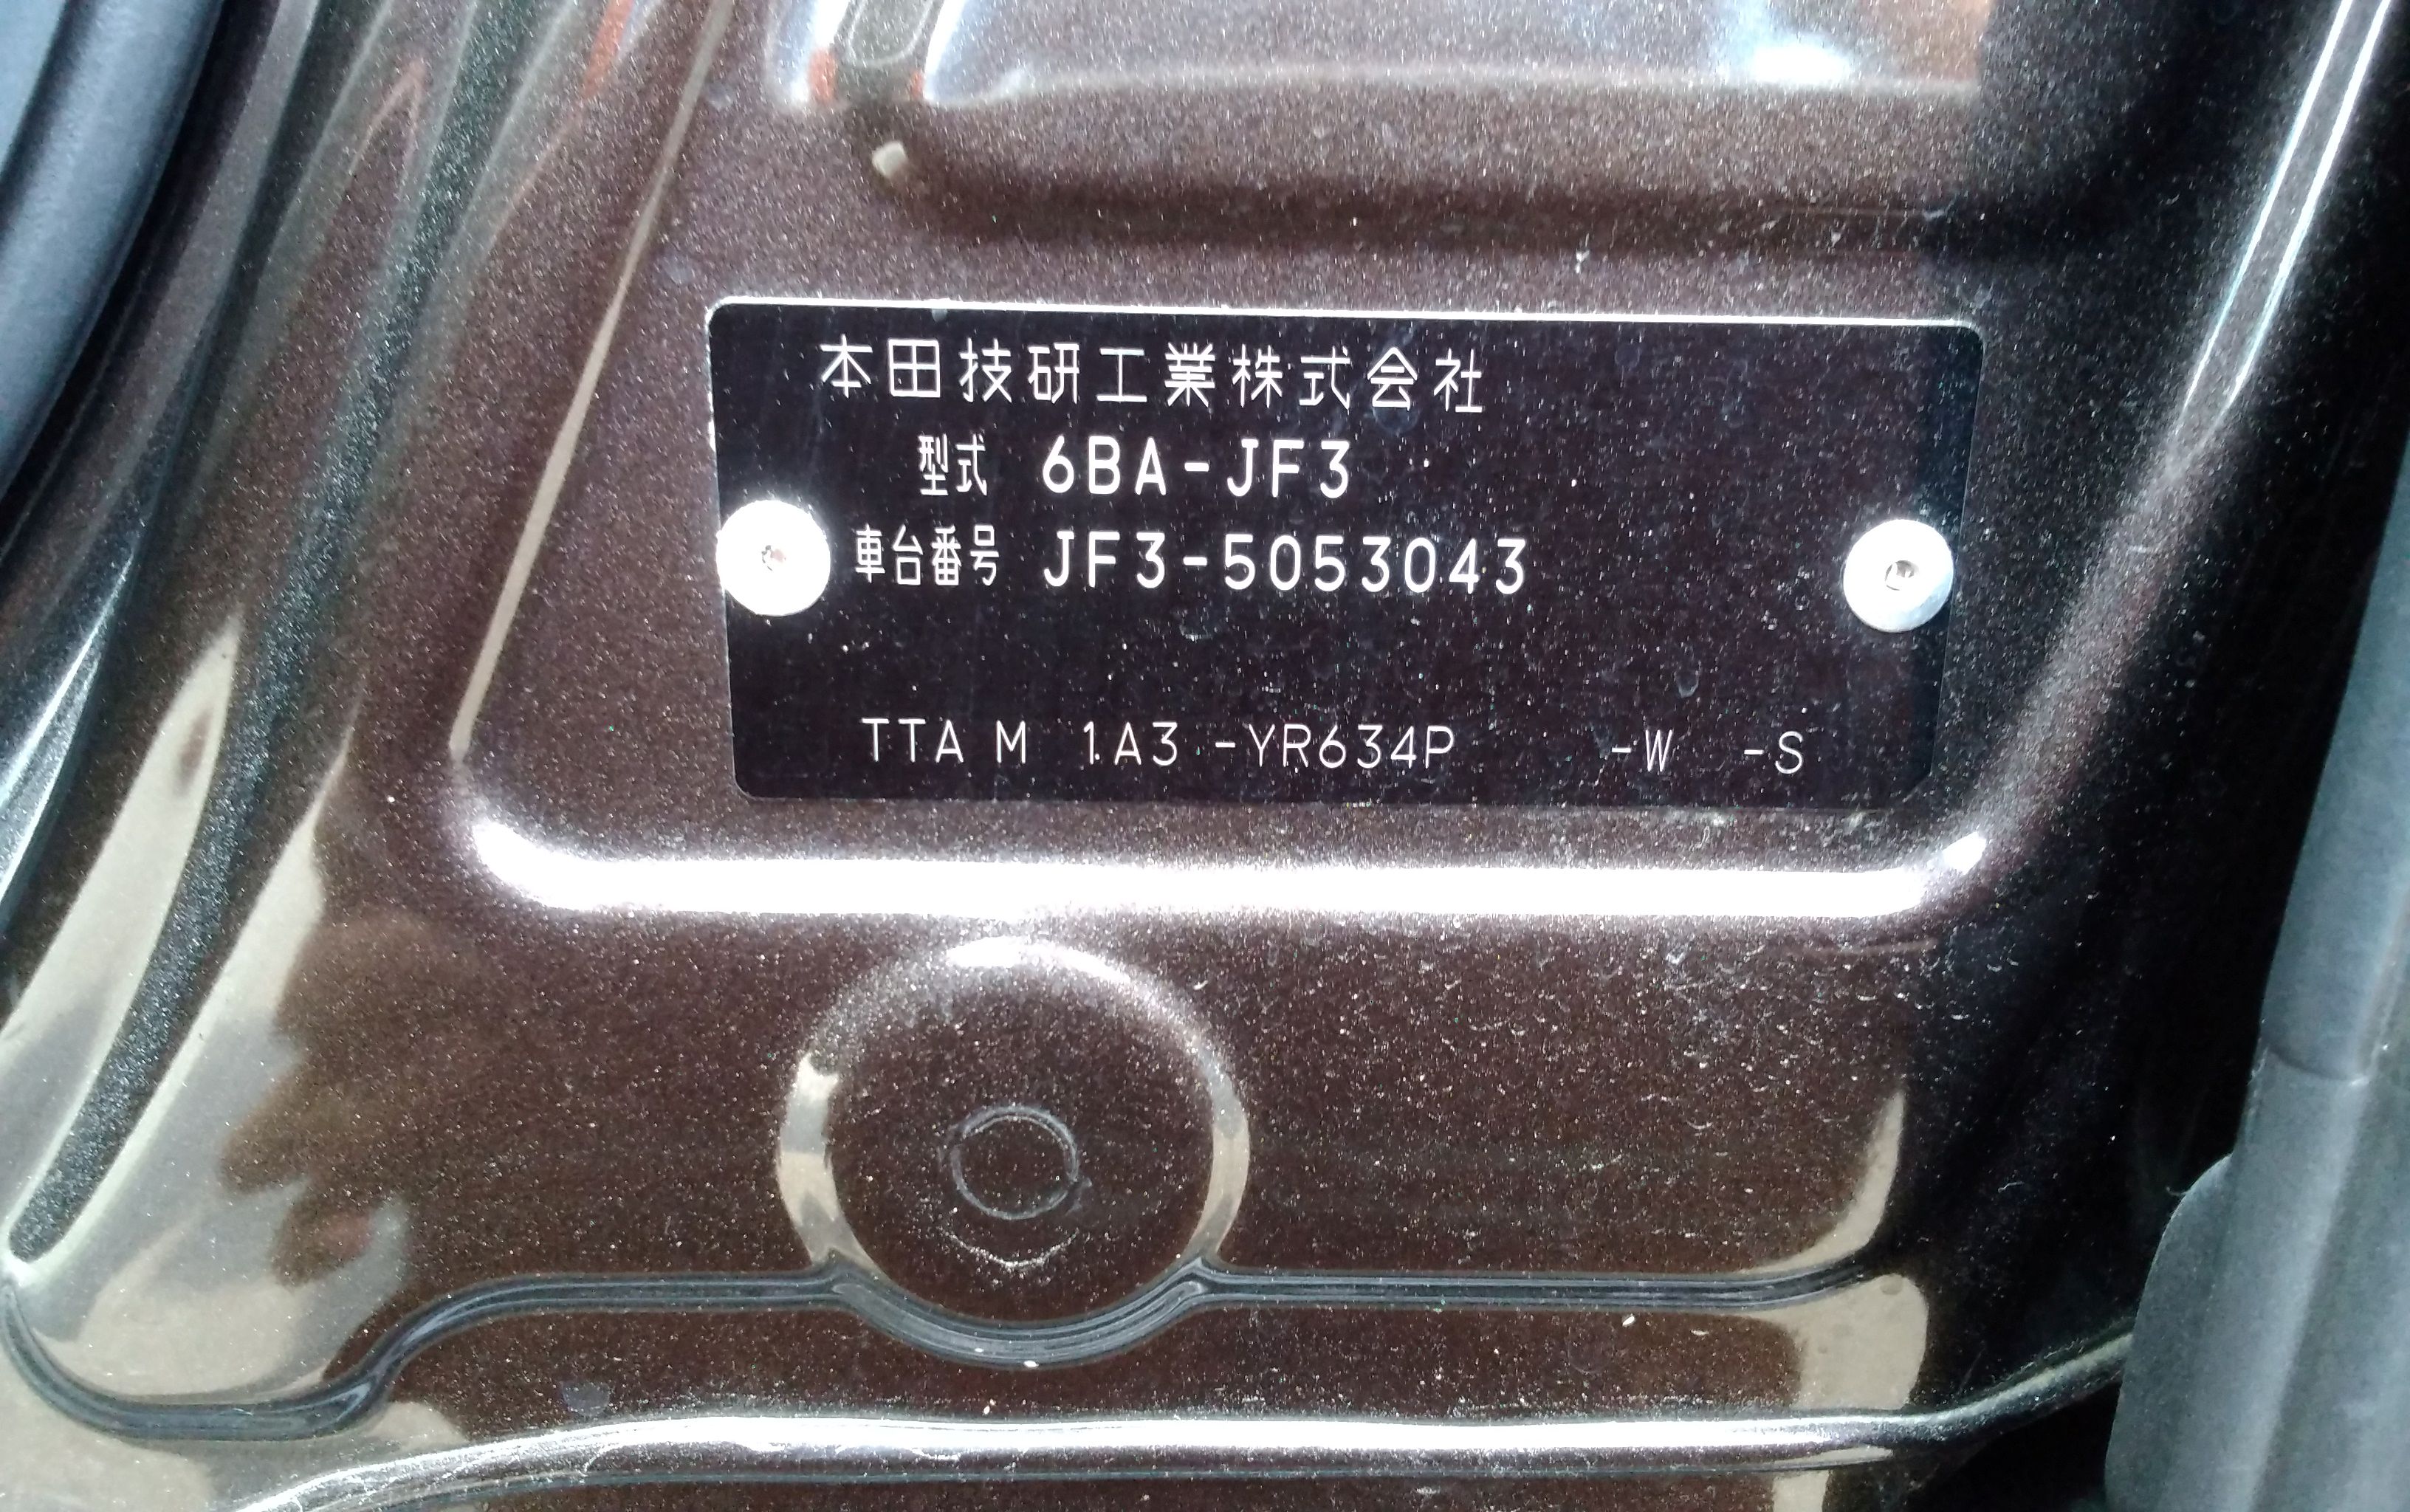 本田技研工業株式会社
型式 6BA-JF3
車台番号 JF3-5053043
TTA M 1A3 -YR634P -W -S